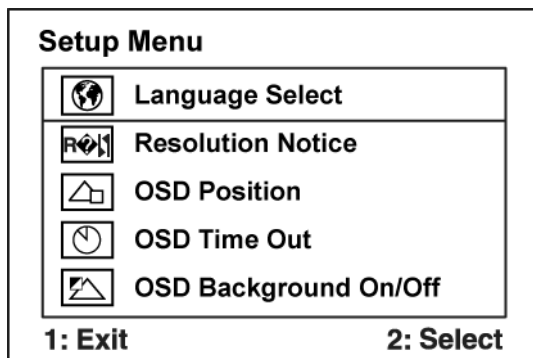 Setup Menu
Language Select
Resolution Notice
OSD Position
OSD Time Out
OSD Background On/Off
1: Exit 2: Select